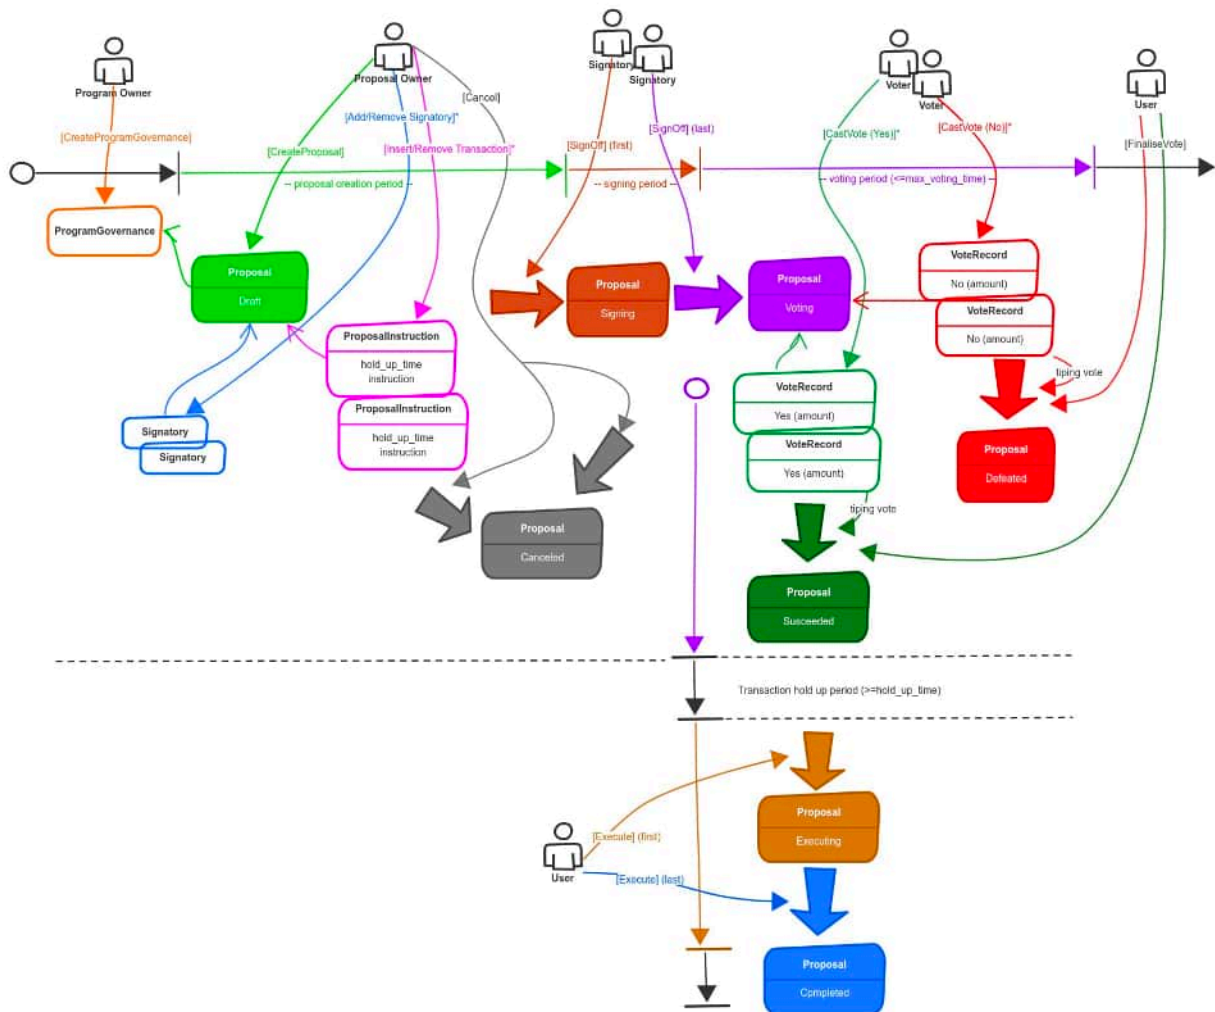 Program Owner
Proposal Owner
Signatory
Signatory
Voter
Voter
User
[CreateProgramGovernance]
[CreateProposal]
[Add/Remove Signatory]*
[Insert/Remove Transaction]*
[Cancel]
[SignOff] (first)
[SignOff] (last)
[CastVote (Yes)]*
[CastVote (No)]*
[FinaliseVote]
-- proposal creation period --
-- signing period --
-- voting period (<=max_voting_time) --
ProgramGovernance
Proposal
Draft
ProposalInstruction
hold_up_time
instruction
ProposalInstruction
hold_up_time
instruction
Signatory
Signatory
Proposal
Signing
Proposal
Voting
VoteRecord
No (amount)
VoteRecord
No (amount)
tiping vote
VoteRecord
Yes (amount)
VoteRecord
Yes (amount)
tiping vote
Proposal
Defeated
Proposal
Canceled
Proposal
Susceeded
Transaction hold up period (>=hold_up_time)
User
[Execute] (first)
[Execute] (last)
Proposal
Executing
Proposal
Completed